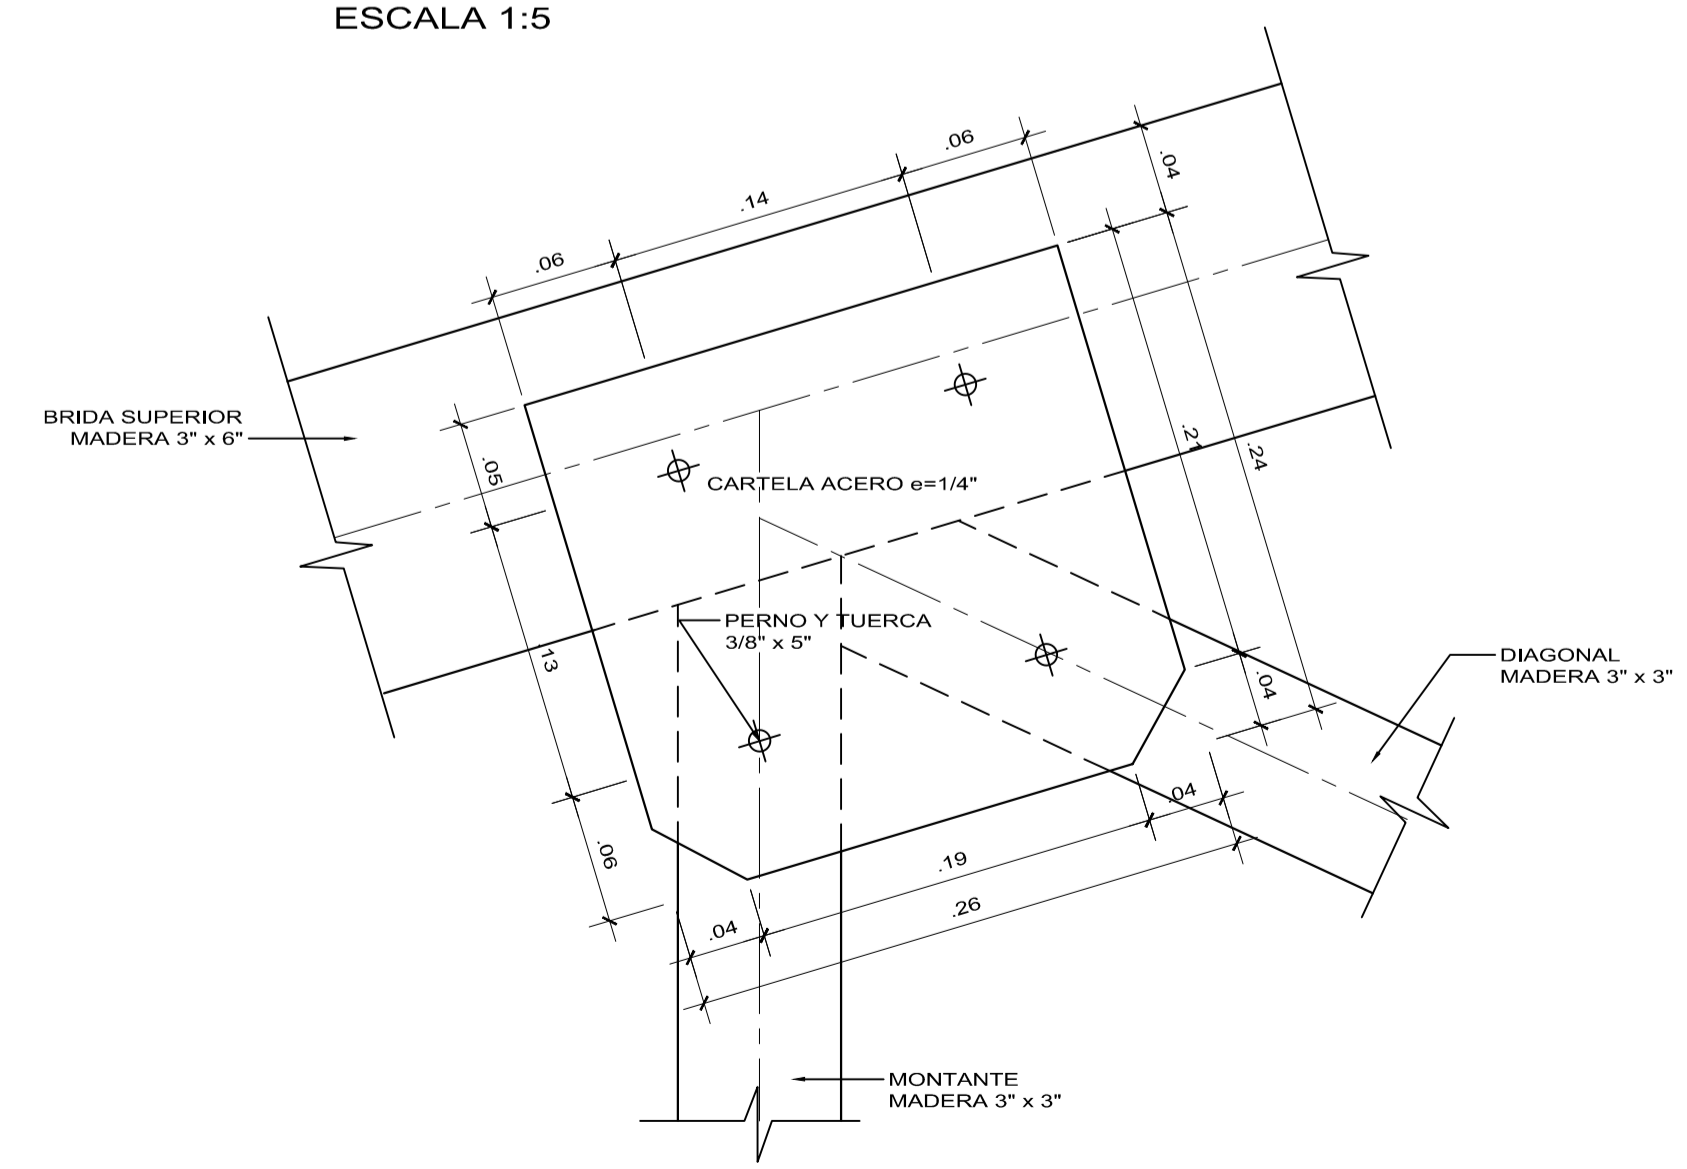 ESCALA 1:5
.06
.04
.14
.06
BRIDA SUPERIOR
MADERA 3" x 6"
.05
CARTELA ACERO e=1/4"
.21
.24
PERNO Y TUERCA
3/8" x 5"
.13
DIAGONAL
MADERA 3" x 3"
.04
.04
.06
.19
.26
.04
MONTANTE
MADERA 3" x 3"